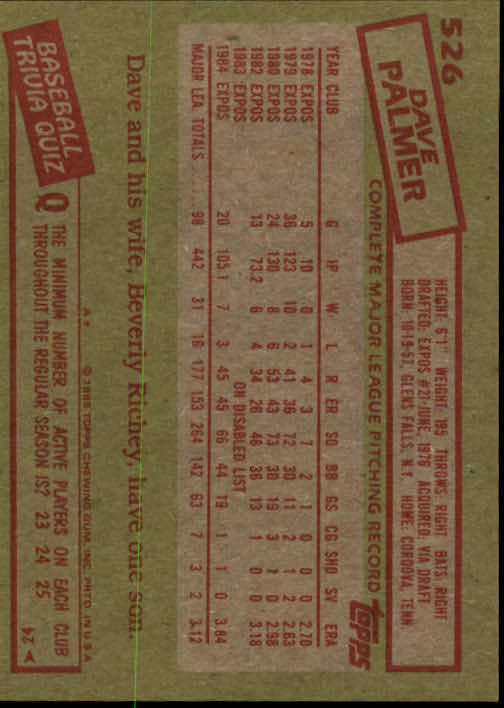 526
DAVE
PALMER
HEIGHT: 6'1" WEIGHT: 195 THROWS: RIGHT BATS: RIGHT
DRAFTED: EXPOS #21-JUNE, 1976 ACQUIRED: VIA DRAFT
BORN: 10-19-57, GLENS FALLS, N.Y. HOME: CORDOVA, TENN.
COMPLETE MAJOR LEAGUE PITCHING RECORD
topps
YEAR CLUB G IP W L R ER SO BB GS CG SHO SV ERA
1978 EXPOS 5 10 0 1 4 3 7 2 1 0 0 0 2.70
1979 EXPOS 36 123 10 2 41 36 72 30 11 2 1 2 2.63
1980 EXPOS 24 130 8 6 53 43 73 30 19 3 1 0 2.98
1982 EXPOS 13 73.2 6 4 34 26 46 36 13 1 0 0 3.18
1983 EXPOS ON DISABLED LIST
1984 EXPOS 20 105.1 7 3 45 45 66 44 19 1 1 0 3.84
MAJOR LEA. TOTALS 98 442 31 16 177 153 264 142 63 7 3 2 3.12
Dave and his wife, Beverly Richey, have one son.
A* © 1985 TOPPS CHEWING GUM, INC. PRTD. IN U.S.A.
BASEBALL
TRIVIA QUIZ
Q THE MINIMUM NUMBER OF ACTIVE PLAYERS ON EACH CLUB
THROUGHOUT THE REGULAR SEASON IS? 23 24 25
A 24